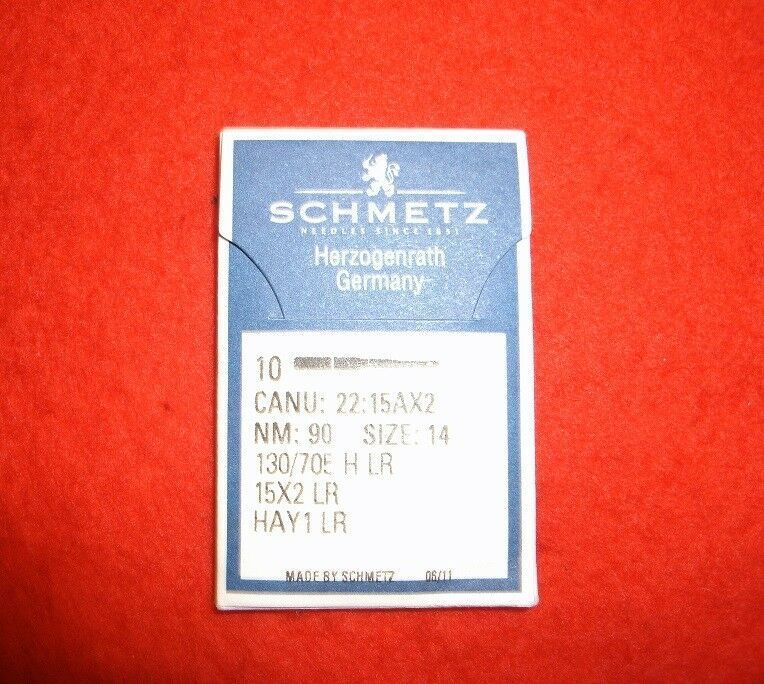 SCHMETZ
NEEDLES SINCE 1851
Herzogenrath
Germany
10
CANU: 22:15AX2
NM: 90 SIZE: 14
130/705 H LR
15X2 LR
HAY1 LR
MADE BY SCHMETZ 06/11